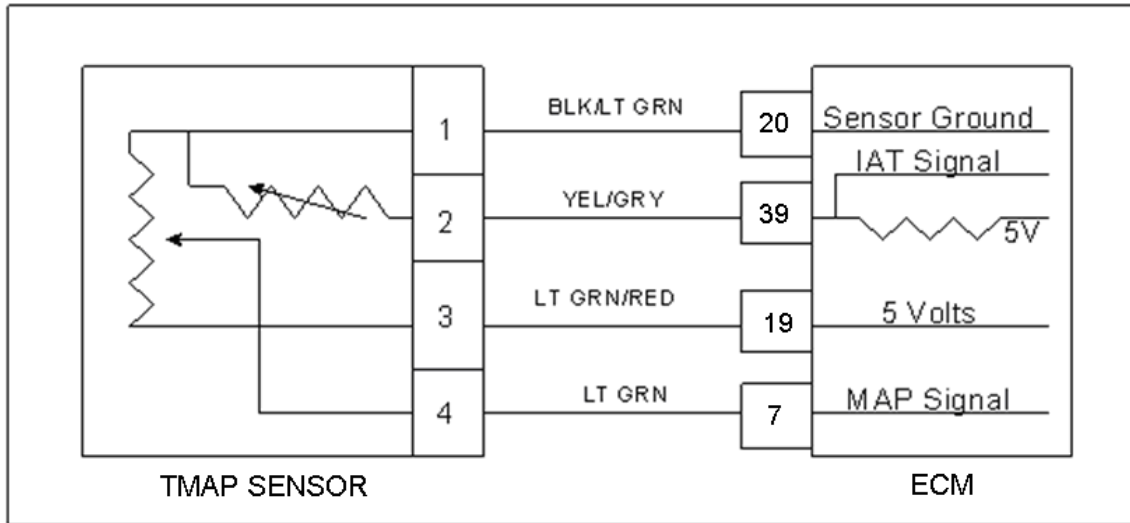 1 BLK/LT GRN 20 Sensor Ground
IAT Signal
2 YEL/GRY 39 5V
3 LT GRN/RED 19 5 Volts
4 LT GRN 7 MAP Signal
TMAP SENSOR ECM